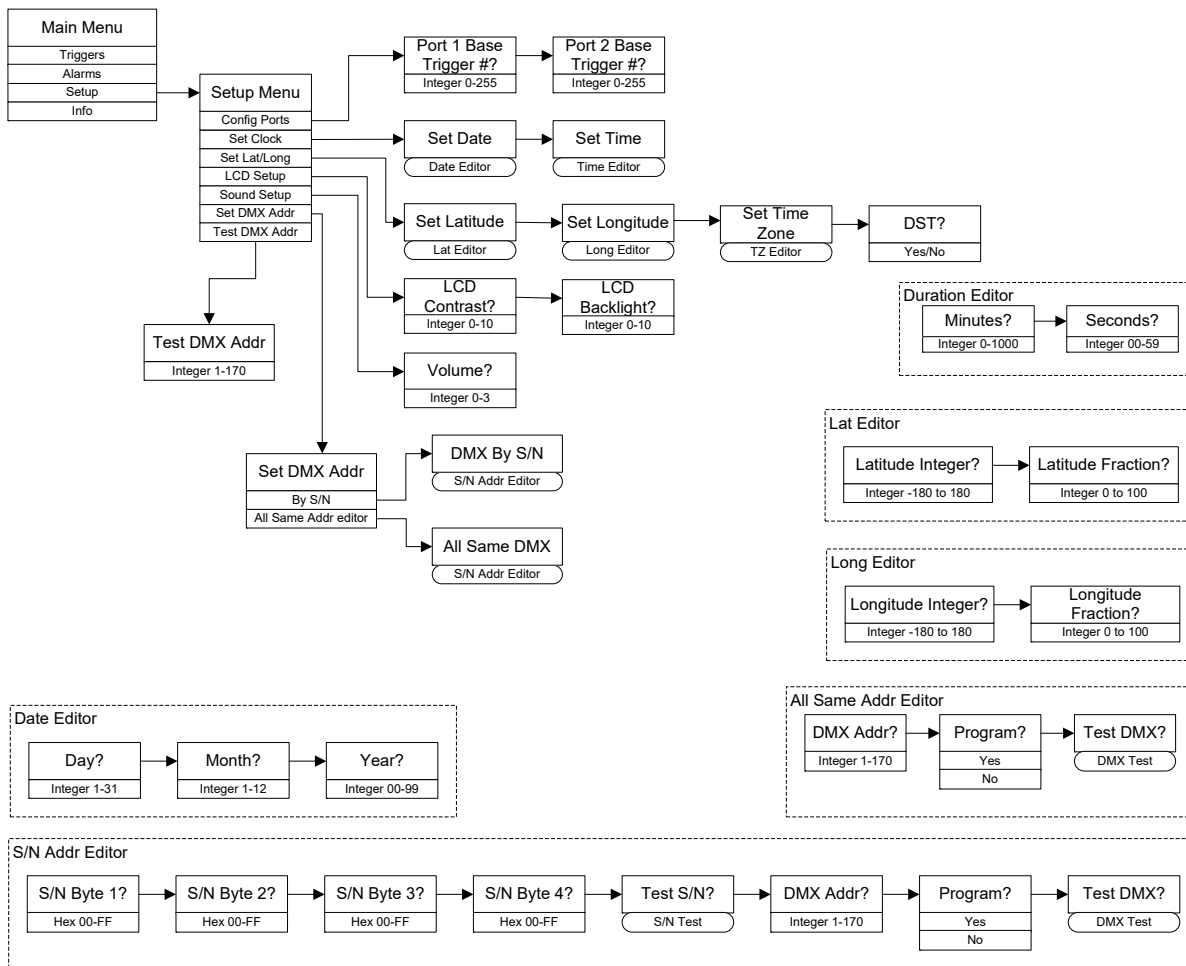 Main Menu
Triggers
Alarms
Setup
Info
Setup Menu
Config Ports
Set Clock
Set Lat/Long
LCD Setup
Sound Setup
Set DMX Addr
Test DMX Addr
Port 1 Base
Trigger #?
Integer 0-255
Port 2 Base
Trigger #?
Integer 0-255
Set Date
Date Editor
Set Time
Time Editor
Set Latitude
Lat Editor
Set Longitude
Long Editor
Set Time
Zone
TZ Editor
DST?
Yes/No
LCD
Contrast?
Integer 0-10
LCD
Backlight?
Integer 0-10
Duration Editor
Minutes?
Integer 0-1000
Seconds?
Integer 00-59
Test DMX Addr
Integer 1-170
Volume?
Integer 0-3
Set DMX Addr
By S/N
All Same Addr editor
DMX By S/N
S/N Addr Editor
All Same DMX
S/N Addr Editor
Lat Editor
Latitude Integer?
Integer -180 to 180
Latitude Fraction?
Integer 0 to 100
Long Editor
Longitude Integer?
Integer -180 to 180
Longitude
Fraction?
Integer 0 to 100
Date Editor
Day?
Integer 1-31
Month?
Integer 1-12
Year?
Integer 00-99
All Same Addr Editor
DMX Addr?
Integer 1-170
Program?
Yes
No
Test DMX?
DMX Test
S/N Addr Editor
S/N Byte 1?
Hex 00-FF
S/N Byte 2?
Hex 00-FF
S/N Byte 3?
Hex 00-FF
S/N Byte 4?
Hex 00-FF
Test S/N?
S/N Test
DMX Addr?
Integer 1-170
Program?
Yes
No
Test DMX?
DMX Test